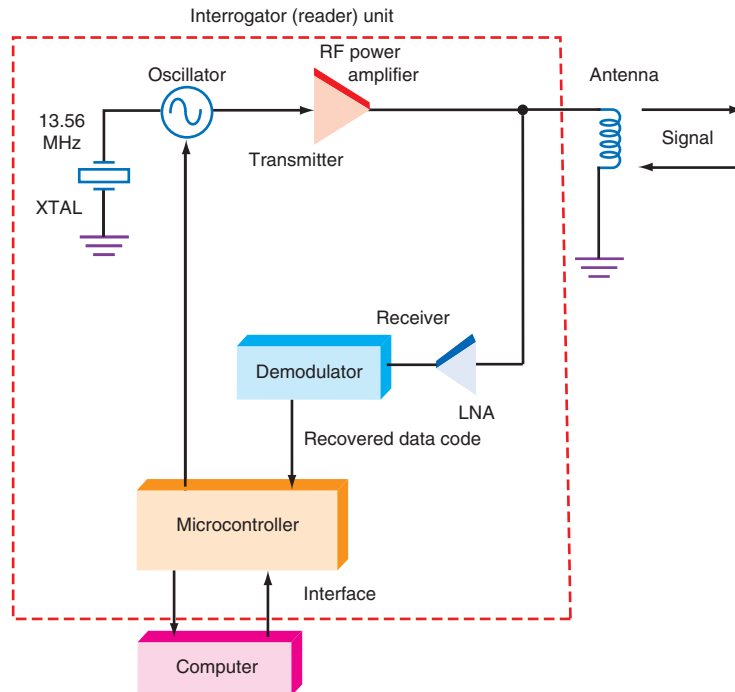 Interrogator (reader) unit
RF power
amplifier
Oscillator
Antenna
13.56
MHz
Signal
Transmitter
XTAL
Receiver
Demodulator
LNA
Recovered data code
Microcontroller
Interface
Computer